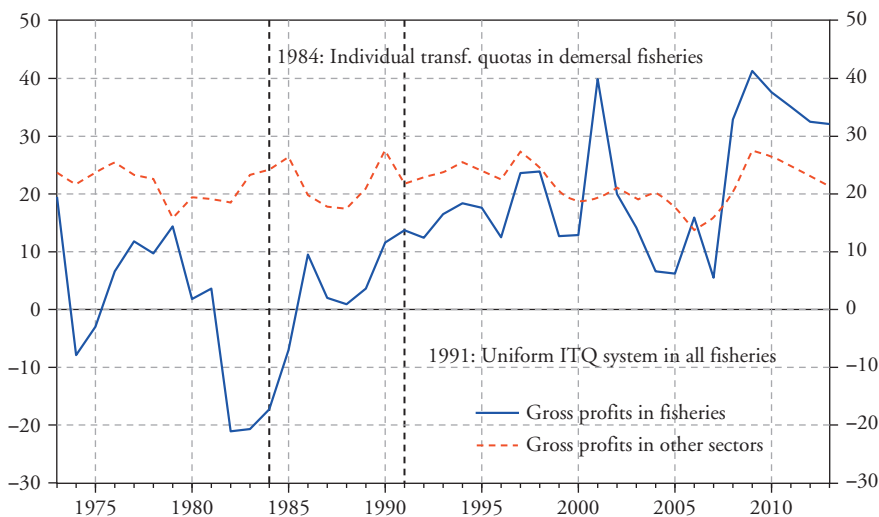 50 50
1984: Individual transf. quotas in demersal fisheries
40 40
30 30
20 20
10 10
0 0
1991: Uniform ITQ system in all fisheries
−10 −10
Gross profits in fisheries
−20 −20
Gross profits in other sectors
−30 −30
1975 1980 1985 1990 1995 2000 2005 2010